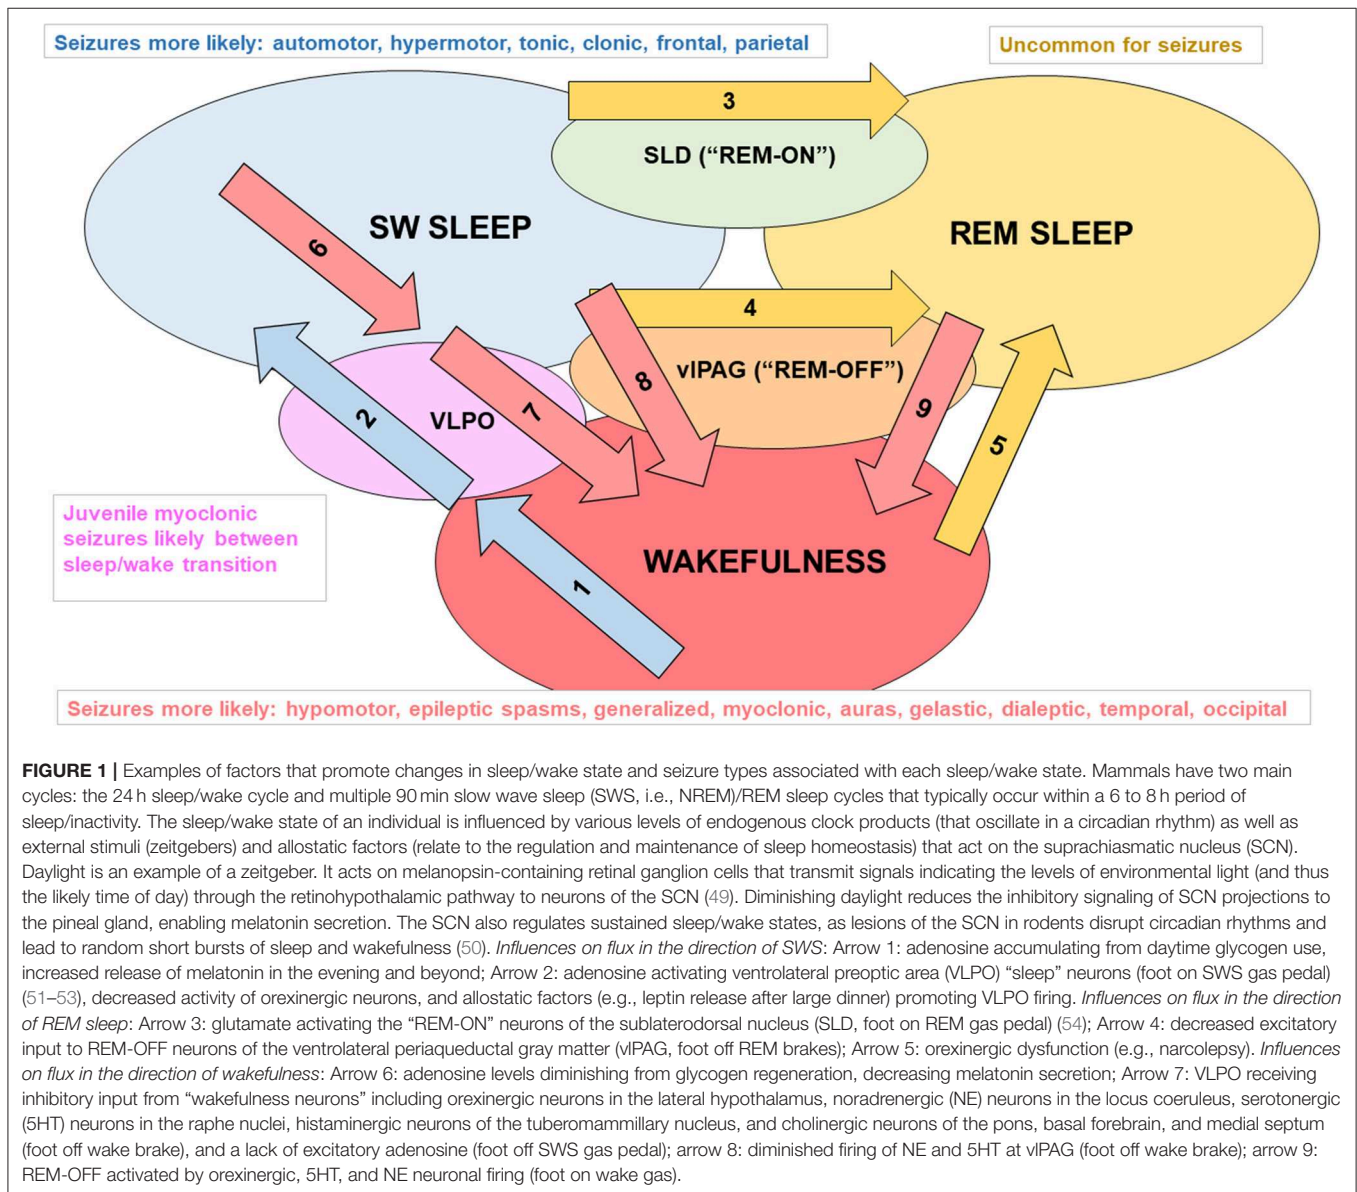 Seizures more likely: automotor, hypermotor, tonic, clonic, frontal, parietal
Uncommon for seizures
3
SLD (“REM-ON”)
SW SLEEP
REM SLEEP
6
4
vlPAG (“REM-OFF”)
8
9
2
VLPO
7
5
Juvenile myoclonic
seizures likely between
sleep/wake transition
WAKEFULNESS
1
Seizures more likely: hypomotor, epileptic spasms, generalized, myoclonic, auras, gelastic, dialeptic, temporal, occipital
FIGURE 1 | Examples of factors that promote changes in sleep/wake state and seizure types associated with each sleep/wake state. Mammals have two main
cycles: the 24 h sleep/wake cycle and multiple 90 min slow wave sleep (SWS, i.e., NREM)/REM sleep cycles that typically occur within a 6 to 8 h period of
sleep/inactivity. The sleep/wake state of an individual is influenced by various levels of endogenous clock products (that oscillate in a circadian rhythm) as well as
external stimuli (zeitgebers) and allostatic factors (relate to the regulation and maintenance of sleep homeostasis) that act on the suprachiasmatic nucleus (SCN).
Daylight is an example of a zeitgeber. It acts on melanopsin-containing retinal ganglion cells that transmit signals indicating the levels of environmental light (and thus
the likely time of day) through the retinohypothalamic pathway to neurons of the SCN (49). Diminishing daylight reduces the inhibitory signaling of SCN projections to
the pineal gland, enabling melatonin secretion. The SCN also regulates sustained sleep/wake states, as lesions of the SCN in rodents disrupt circadian rhythms and
lead to random short bursts of sleep and wakefulness (50). Influences on flux in the direction of SWS: Arrow 1: adenosine accumulating from daytime glycogen use,
increased release of melatonin in the evening and beyond; Arrow 2: adenosine activating ventrolateral preoptic area (VLPO) “sleep” neurons (foot on SWS gas pedal)
(51–53), decreased activity of orexinergic neurons, and allostatic factors (e.g., leptin release after large dinner) promoting VLPO firing. Influences on flux in the direction
of REM sleep: Arrow 3: glutamate activating the “REM-ON” neurons of the sublaterodorsal nucleus (SLD, foot on REM gas pedal) (54); Arrow 4: decreased excitatory
input to REM-OFF neurons of the ventrolateral periaqueductal gray matter (vlPAG, foot off REM brakes); Arrow 5: orexinergic dysfunction (e.g., narcolepsy). Influences
on flux in the direction of wakefulness: Arrow 6: adenosine levels diminishing from glycogen regeneration, decreasing melatonin secretion; Arrow 7: VLPO receiving
inhibitory input from “wakefulness neurons” including orexinergic neurons in the lateral hypothalamus, noradrenergic (NE) neurons in the locus coeruleus, serotonergic
(5HT) neurons in the raphe nuclei, histaminergic neurons of the tuberomammillary nucleus, and cholinergic neurons of the pons, basal forebrain, and medial septum
(foot off wake brake), and a lack of excitatory adenosine (foot off SWS gas pedal); arrow 8: diminished firing of NE and 5HT at vlPAG (foot off wake brake); arrow 9:
REM-OFF activated by orexinergic, 5HT, and NE neuronal firing (foot on wake gas).